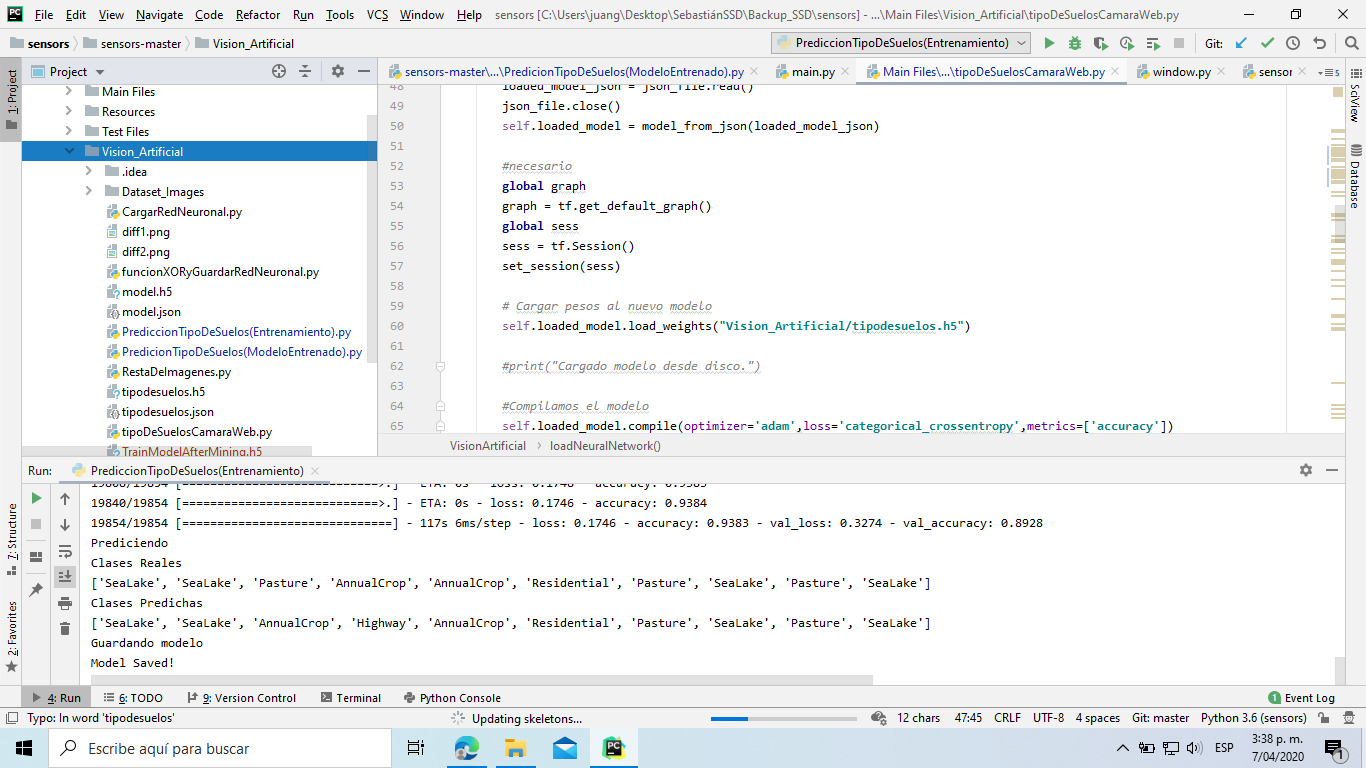 File Edit View Navigate Code Refactor Run Tools VCS Window Help sensors [C:\Users\juang\Desktop\SebastiánSSD\Backup_SSD\sensors] - ...\Main Files\Vision_Artificial\tipoDeSuelosCamaraWeb.py
sensors sensors-master Vision_Artificial PrediccionTipoDeSuelos(Entrenamiento) Git:
Project
sensors-master\...\PredicionTipoDeSuelos(ModeloEntrenado).py main.py Main Files\...\tipoDeSuelosCamaraWeb.py window.py sensor
1: Project
SciView
Database
Main Files
Resources
Test Files
Vision_Artificial
.idea
Dataset_Images
CargarRedNeuronal.py
diff1.png
diff2.png
funcionXORyGuardarRedNeuronal.py
model.h5
model.json
PrediccionTipoDeSuelos(Entrenamiento).py
PredicionTipoDeSuelos(ModeloEntrenado).py
RestaDeImagenes.py
tipodesuelos.h5
tipodesuelos.json
tipoDeSuelosCamaraWeb.py
TrainModelAfterMining.h5
48 loaded_model_json = json_file.read()
49 json_file.close()
50 self.loaded_model = model_from_json(loaded_model_json)
51
52 #necesario
53 global graph
54 graph = tf.get_default_graph()
55 global sess
56 sess = tf.Session()
57 set_session(sess)
58
59 # Cargar pesos al nuevo modelo
60 self.loaded_model.load_weights("Vision_Artificial/tipodesuelos.h5")
61
62 #print("Cargado modelo desde disco.")
63
64 #Compilamos el modelo
65 self.loaded_model.compile(optimizer='adam',loss='categorical_crossentropy',metrics=['accuracy'])
VisionArtificial loadNeuralNetwork()
Run: PrediccionTipoDeSuelos(Entrenamiento)
19808/19854 [============================>.] - ETA: 0s - loss: 0.1748 - accuracy: 0.9383
19840/19854 [============================>.] - ETA: 0s - loss: 0.1746 - accuracy: 0.9384
19854/19854 [==============================] - 117s 6ms/step - loss: 0.1746 - accuracy: 0.9383 - val_loss: 0.3274 - val_accuracy: 0.8928
Prediciendo
Clases Reales
['SeaLake', 'SeaLake', 'Pasture', 'AnnualCrop', 'AnnualCrop', 'Residential', 'Pasture', 'SeaLake', 'Pasture', 'SeaLake']
Clases Predichas
['SeaLake', 'SeaLake', 'AnnualCrop', 'Highway', 'AnnualCrop', 'Residential', 'Pasture', 'SeaLake', 'Pasture', 'SeaLake']
Guardando modelo
Model Saved!
7: Structure
2: Favorites
4: Run 6: TODO 9: Version Control Terminal Python Console 1 Event Log
Typo: In word 'tipodesuelos' Updating skeletons... 12 chars 47:45 CRLF UTF-8 4 spaces Git: master Python 3.6 (sensors)
Escribe aquí para buscar ESP 3:38 p. m.
7/04/2020 1